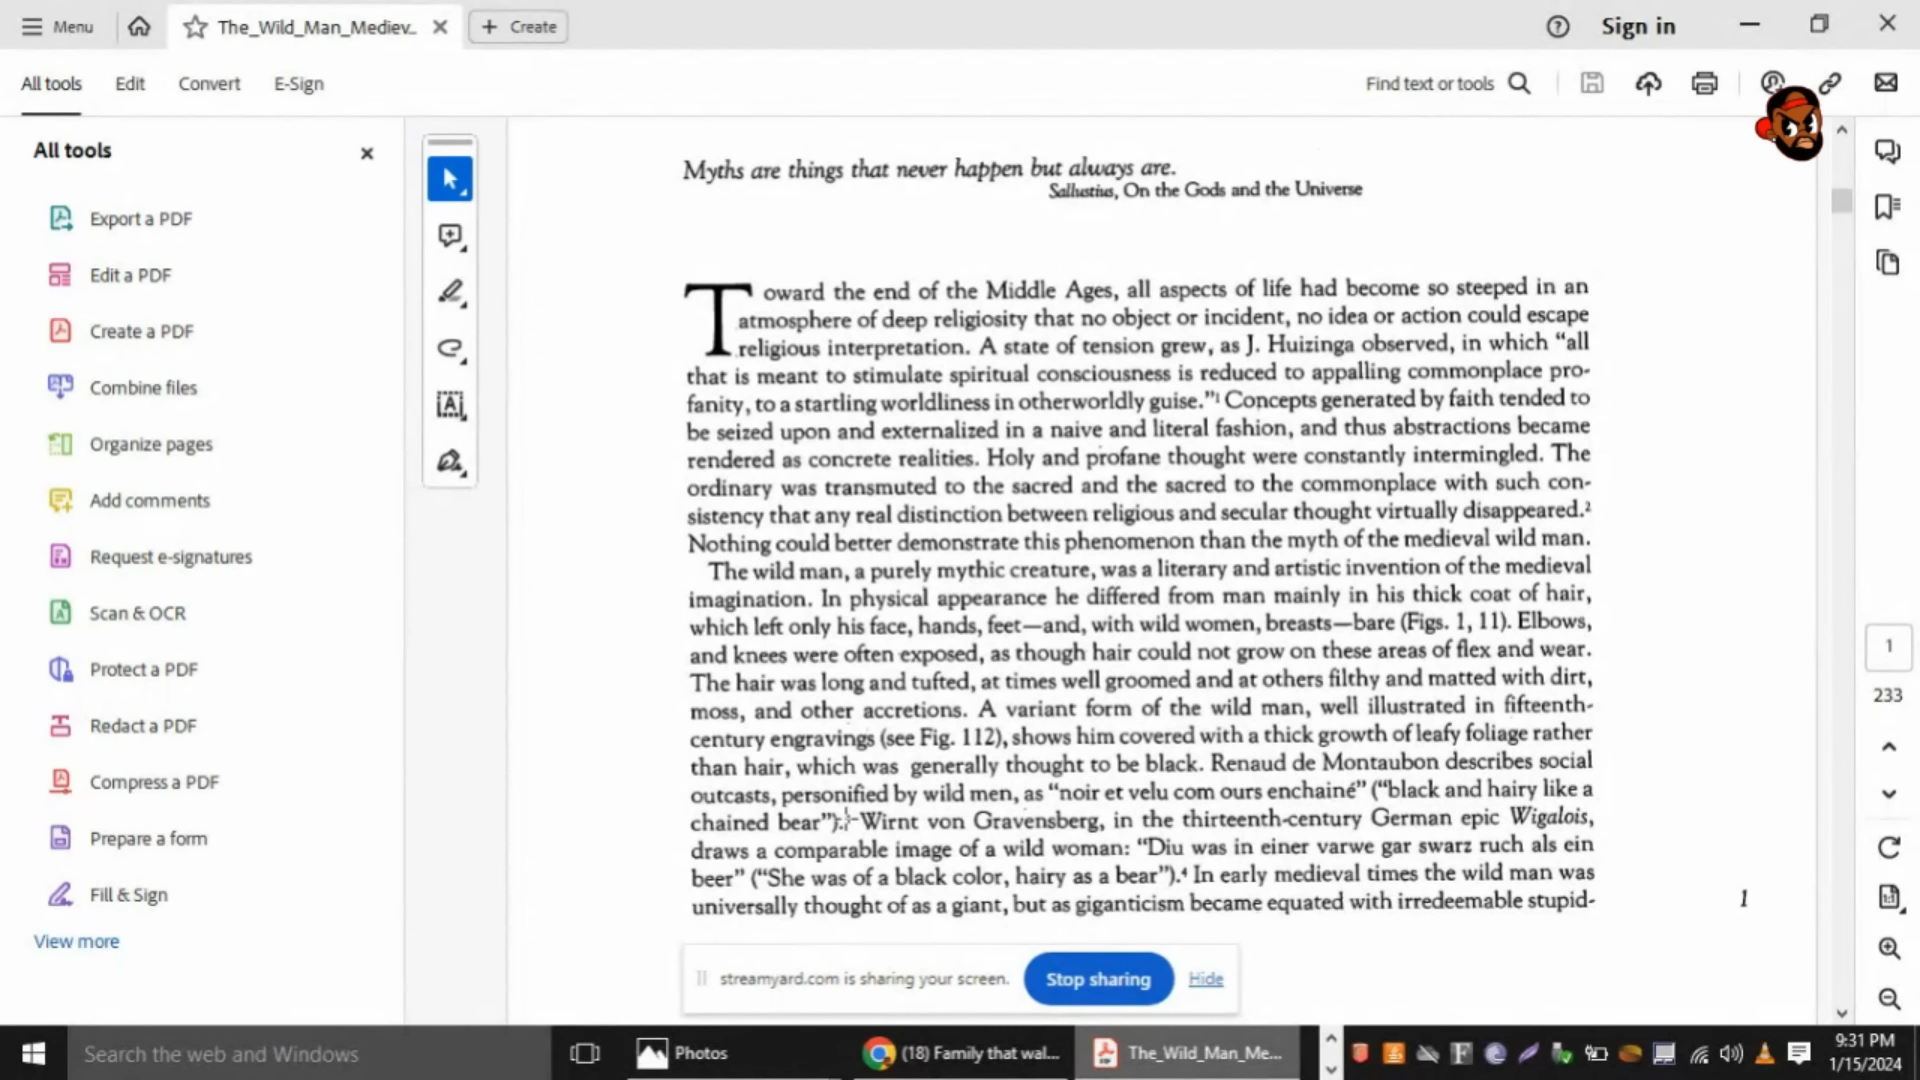 Menu
The_Wild_Man_Mediev...
Create
Sign in
All tools
Edit
Convert
E-Sign
Find text or tools
All tools
Export a PDF
Edit a PDF
Create a PDF
Combine files
Organize pages
Add comments
Request e-signatures
Scan & OCR
Protect a PDF
Redact a PDF
Compress a PDF
Prepare a form
Fill & Sign
View more
Myths are things that never happen but always are.
Sallustius, On the Gods and the Universe
Toward the end of the Middle Ages, all aspects of life had become so steeped in an
atmosphere of deep religiosity that no object or incident, no idea or action could escape
religious interpretation. A state of tension grew, as J. Huizinga observed, in which “all
that is meant to stimulate spiritual consciousness is reduced to appalling commonplace pro-
fanity, to a startling worldliness in otherworldly guise.”¹ Concepts generated by faith tended to
be seized upon and externalized in a naive and literal fashion, and thus abstractions became
rendered as concrete realities. Holy and profane thought were constantly intermingled. The
ordinary was transmuted to the sacred and the sacred to the commonplace with such con-
sistency that any real distinction between religious and secular thought virtually disappeared.²
Nothing could better demonstrate this phenomenon than the myth of the medieval wild man.
The wild man, a purely mythic creature, was a literary and artistic invention of the medieval
imagination. In physical appearance he differed from man mainly in his thick coat of hair,
which left only his face, hands, feet—and, with wild women, breasts—bare (Figs. 1, 11). Elbows,
and knees were often exposed, as though hair could not grow on these areas of flex and wear.
The hair was long and tufted, at times well groomed and at others filthy and matted with dirt,
moss, and other accretions. A variant form of the wild man, well illustrated in fifteenth-
century engravings (see Fig. 112), shows him covered with a thick growth of leafy foliage rather
than hair, which was generally thought to be black. Renaud de Montaubon describes social
outcasts, personified by wild men, as “noir et velu com ours enchainé” (“black and hairy like a
chained bear”). Wirnt von Gravensberg, in the thirteenth-century German epic Wigalois,
draws a comparable image of a wild woman: “Diu was in einer varwe gar swarz ruch als ein
beer” (“She was of a black color, hairy as a bear”).⁴ In early medieval times the wild man was
universally thought of as a giant, but as giganticism became equated with irredeemable stupid-
1
1
233
streamyard.com is sharing your screen.
Stop sharing
Hide
Search the web and Windows
Photos
(18) Family that wal...
The_Wild_Man_Me...
9:31 PM
1/15/2024